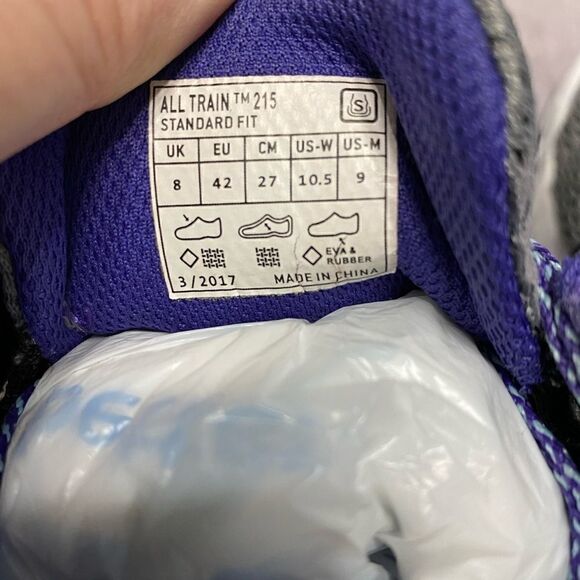 ALL TRAIN™ 215
STANDARD FIT
S
UK EU CM US-W US-M
8 42 27 10.5 9
EVA &
RUBBER
3/2017 MADE IN CHINA